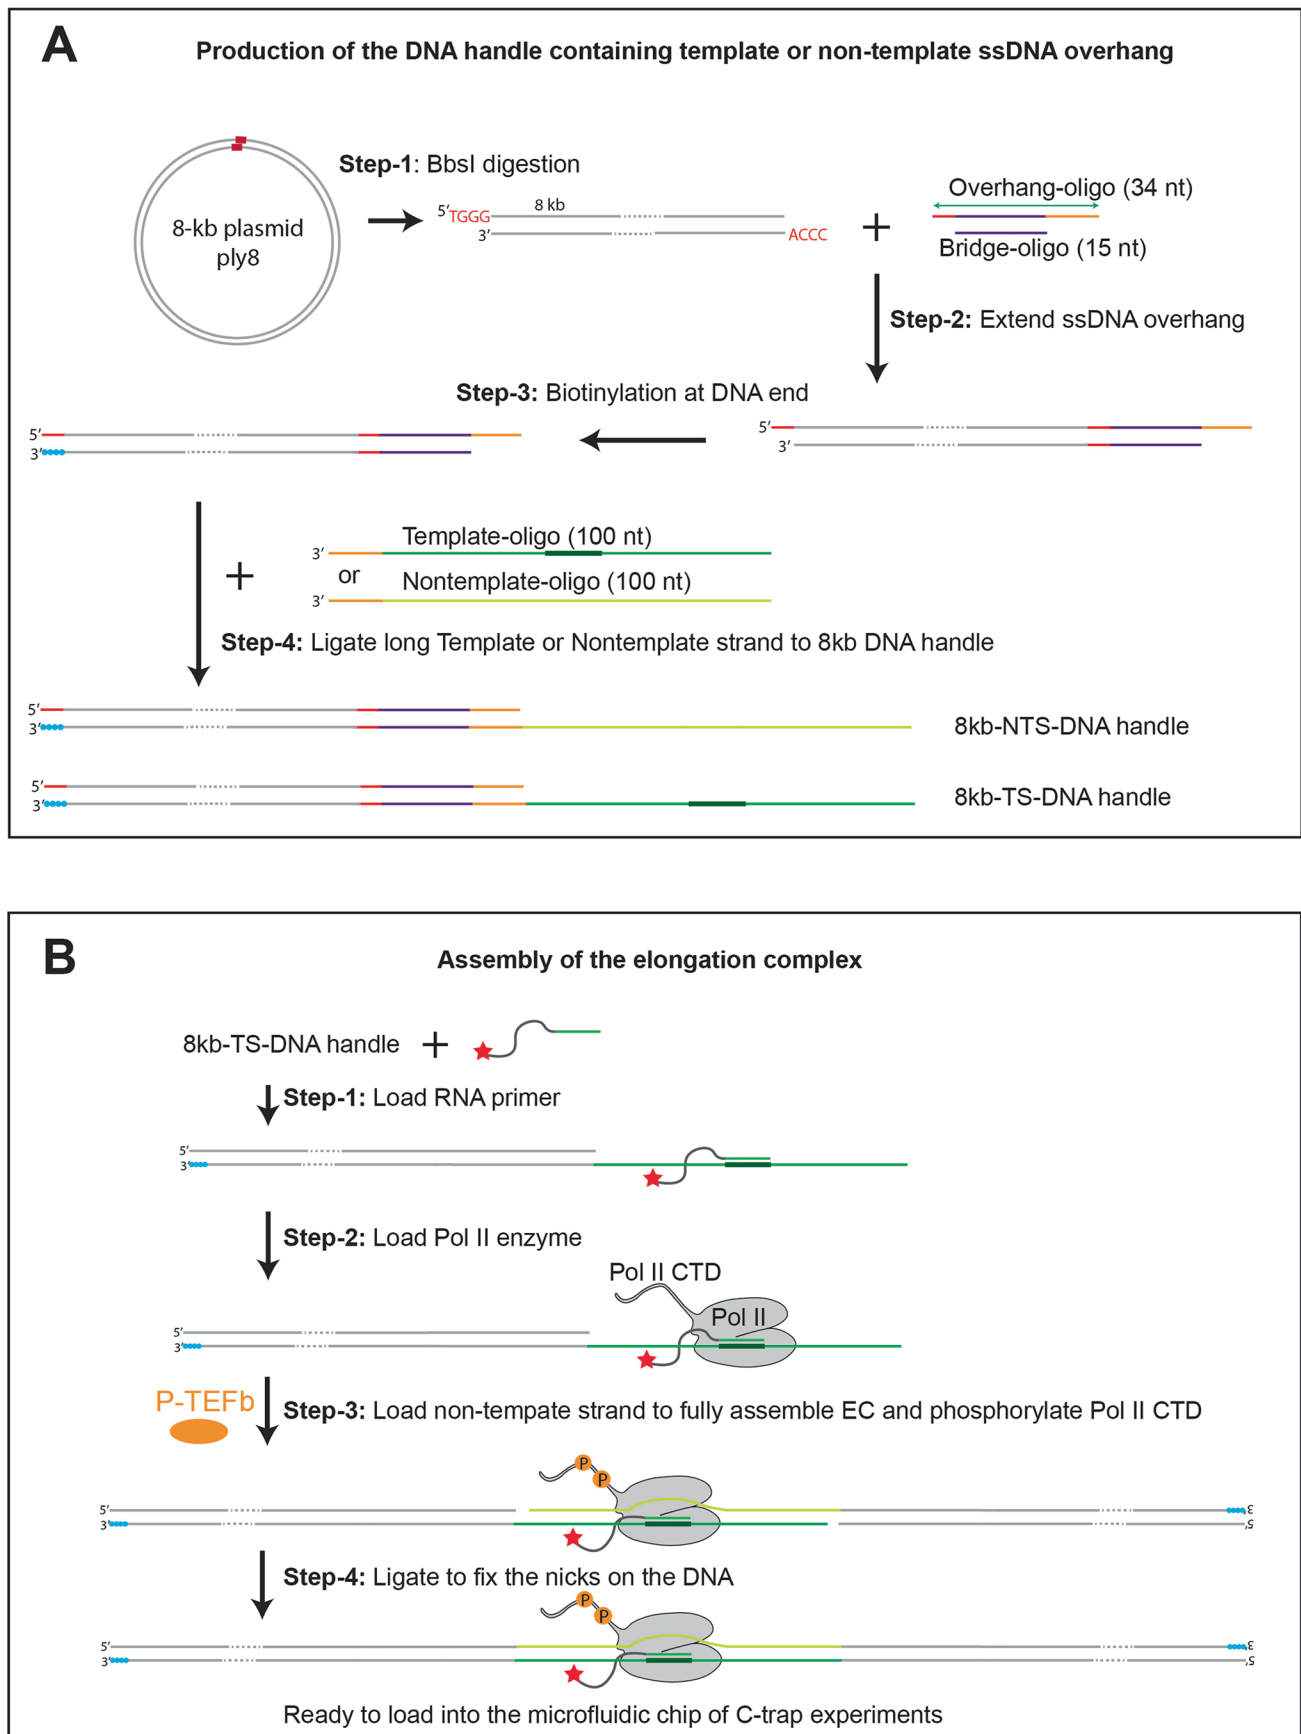 A
Production of the DNA handle containing template or non-template ssDNA overhang
8-kb plasmid
ply8
Step-1: BbsI digestion
5′TGGG
8 kb
3′
ACCC
+
Overhang-oligo (34 nt)
Bridge-oligo (15 nt)
Step-2: Extend ssDNA overhang
Step-3: Biotinylation at DNA end
5′
3′
5′
3′
+
3′
Template-oligo (100 nt)
or
Nontemplate-oligo (100 nt)
3′
Step-4: Ligate long Template or Nontemplate strand to 8kb DNA handle
5′
3′
8kb-NTS-DNA handle
5′
3′
8kb-TS-DNA handle
B
Assembly of the elongation complex
8kb-TS-DNA handle +
Step-1: Load RNA primer
5′
3′
Step-2: Load Pol II enzyme
Pol II CTD
Pol II
5′
3′
P-TEFb
Step-3: Load non-tempate strand to fully assemble EC and phosphorylate Pol II CTD
P
P
5′
3′
3′
5′
Step-4: Ligate to fix the nicks on the DNA
P
P
5′
3′
3′
5′
Ready to load into the microfluidic chip of C-trap experiments